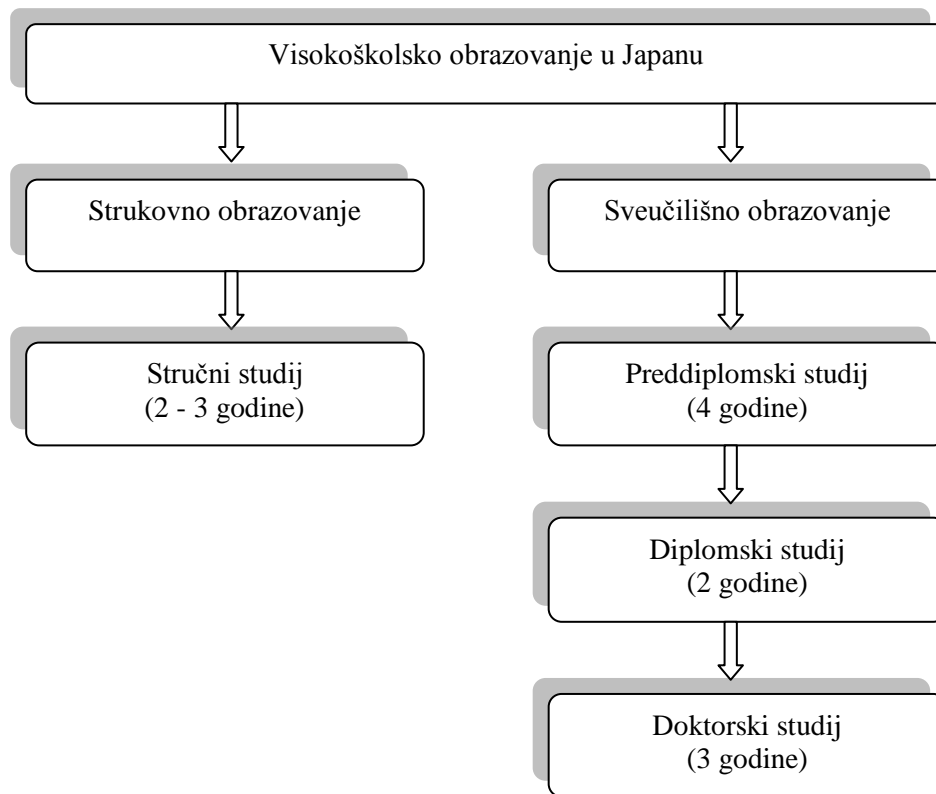 Visokoškolsko obrazovanje u Japanu
Strukovno obrazovanje
Sveučilišno obrazovanje
Stručni studij
(2 - 3 godine)
Preddiplomski studij
(4 godine)
Diplomski studij
(2 godine)
Doktorski studij
(3 godine)